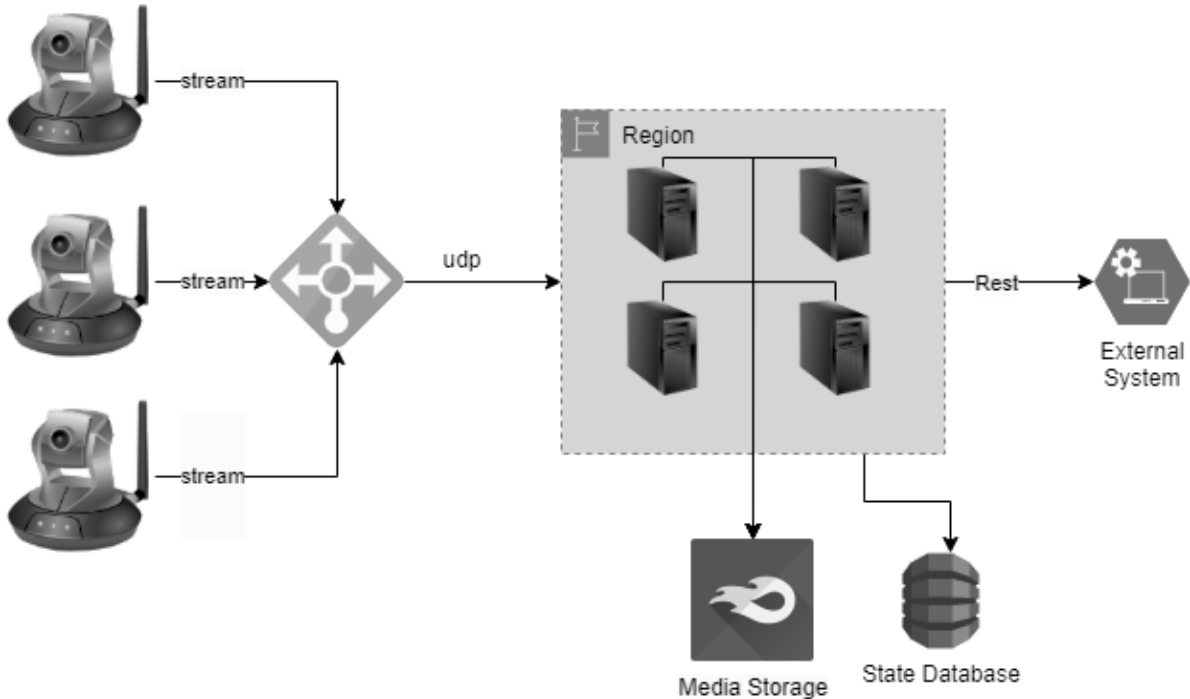 stream
Region
udp
stream
Rest
External
System
stream
State Database
Media Storage